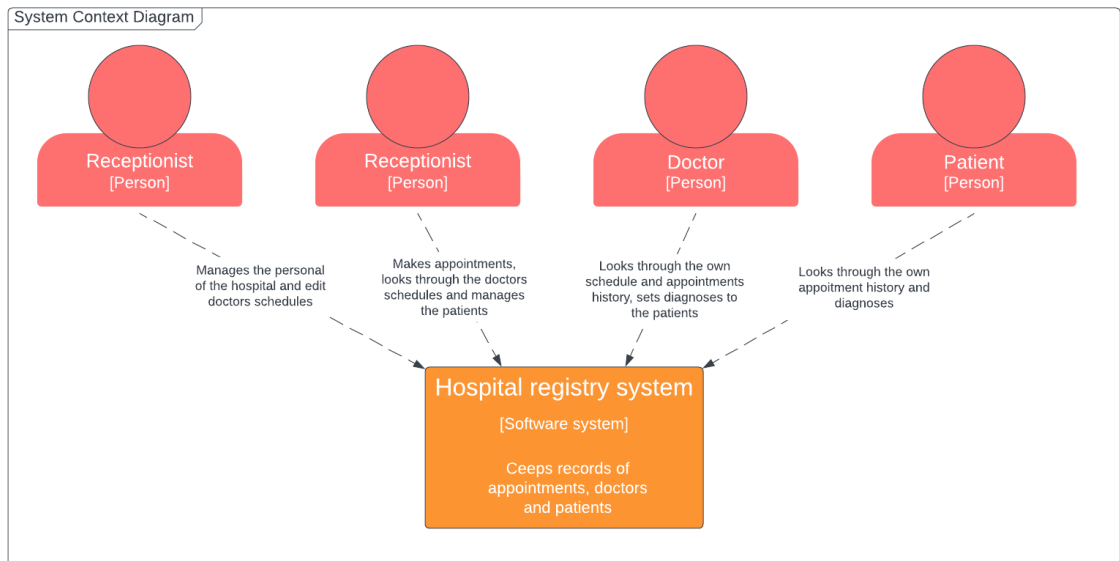 System Context Diagram
Receptionist
[Person]
Receptionist
[Person]
Doctor
[Person]
Patient
[Person]
Manages the personal
of the hospital and edit
doctors schedules
Makes appointments,
looks through the doctors
schedules and manages
the patients
Looks through the own
schedule and appointments
history, sets diagnoses to
the patients
Looks through the own
appoitment history and
diagnoses
Hospital registry system
[Software system]
Ceeps records of
appointments, doctors
and patients